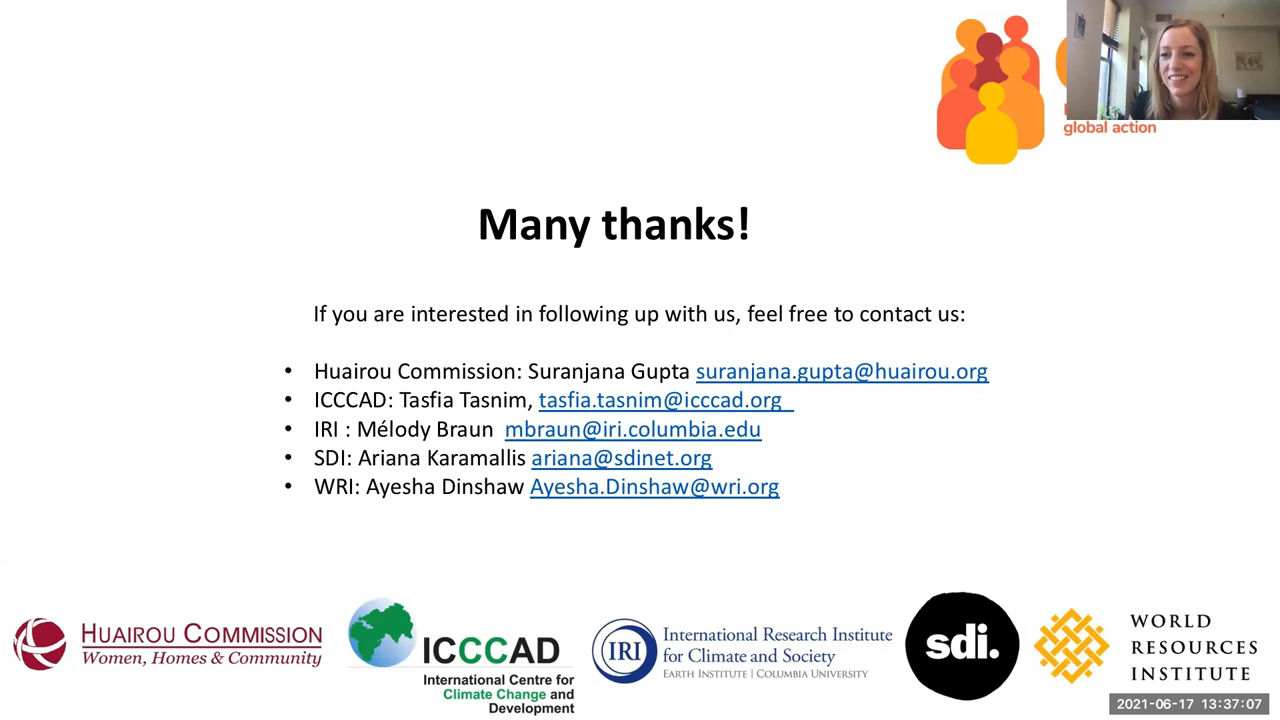 global action
Many thanks!
If you are interested in following up with us, feel free to contact us:
• Huairou Commission: Suranjana Gupta suranjana.gupta@huairou.org
• ICCCAD: Tasfia Tasnim, tasfia.tasnim@icccad.org
• IRI : Mélody Braun mbraun@iri.columbia.edu
• SDI: Ariana Karamallis ariana@sdinet.org
• WRI: Ayesha Dinshaw Ayesha.Dinshaw@wri.org
HUAIROU COMMISSION
Women, Homes & Community
ICCCAD
International Centre for
Climate Change and
Development
IRI
International Research Institute
for Climate and Society
EARTH INSTITUTE | COLUMBIA UNIVERSITY
sdi.
WORLD
RESOURCES
INSTITUTE
2021-06-17 13:37:07